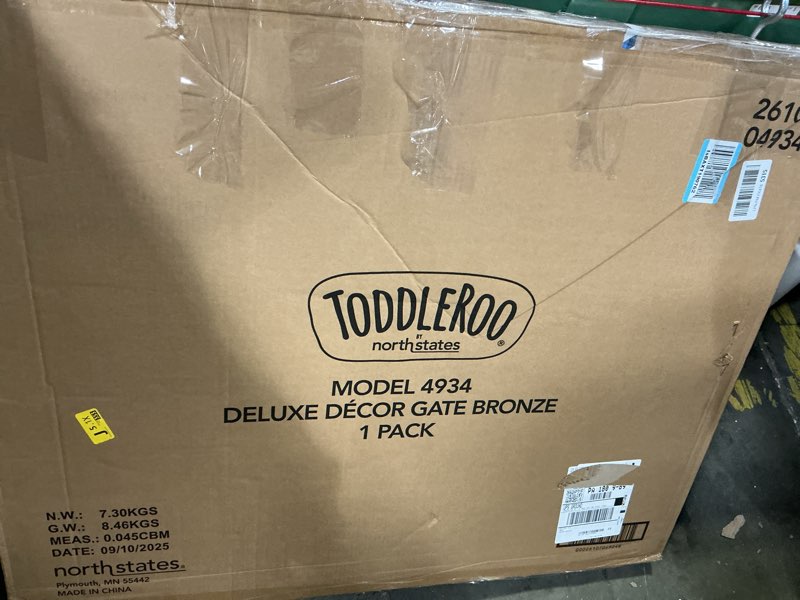 261
04934
TODDLEROO
BY
northstates®
MODEL 4934
DELUXE DÉCOR GATE BRONZE
1 PACK
N.W.: 7.30KGS
G.W.: 8.46KGS
MEAS.: 0.045CBM
DATE: 09/10/2025
northstates®
Plymouth, MN 55442
MADE IN CHINA